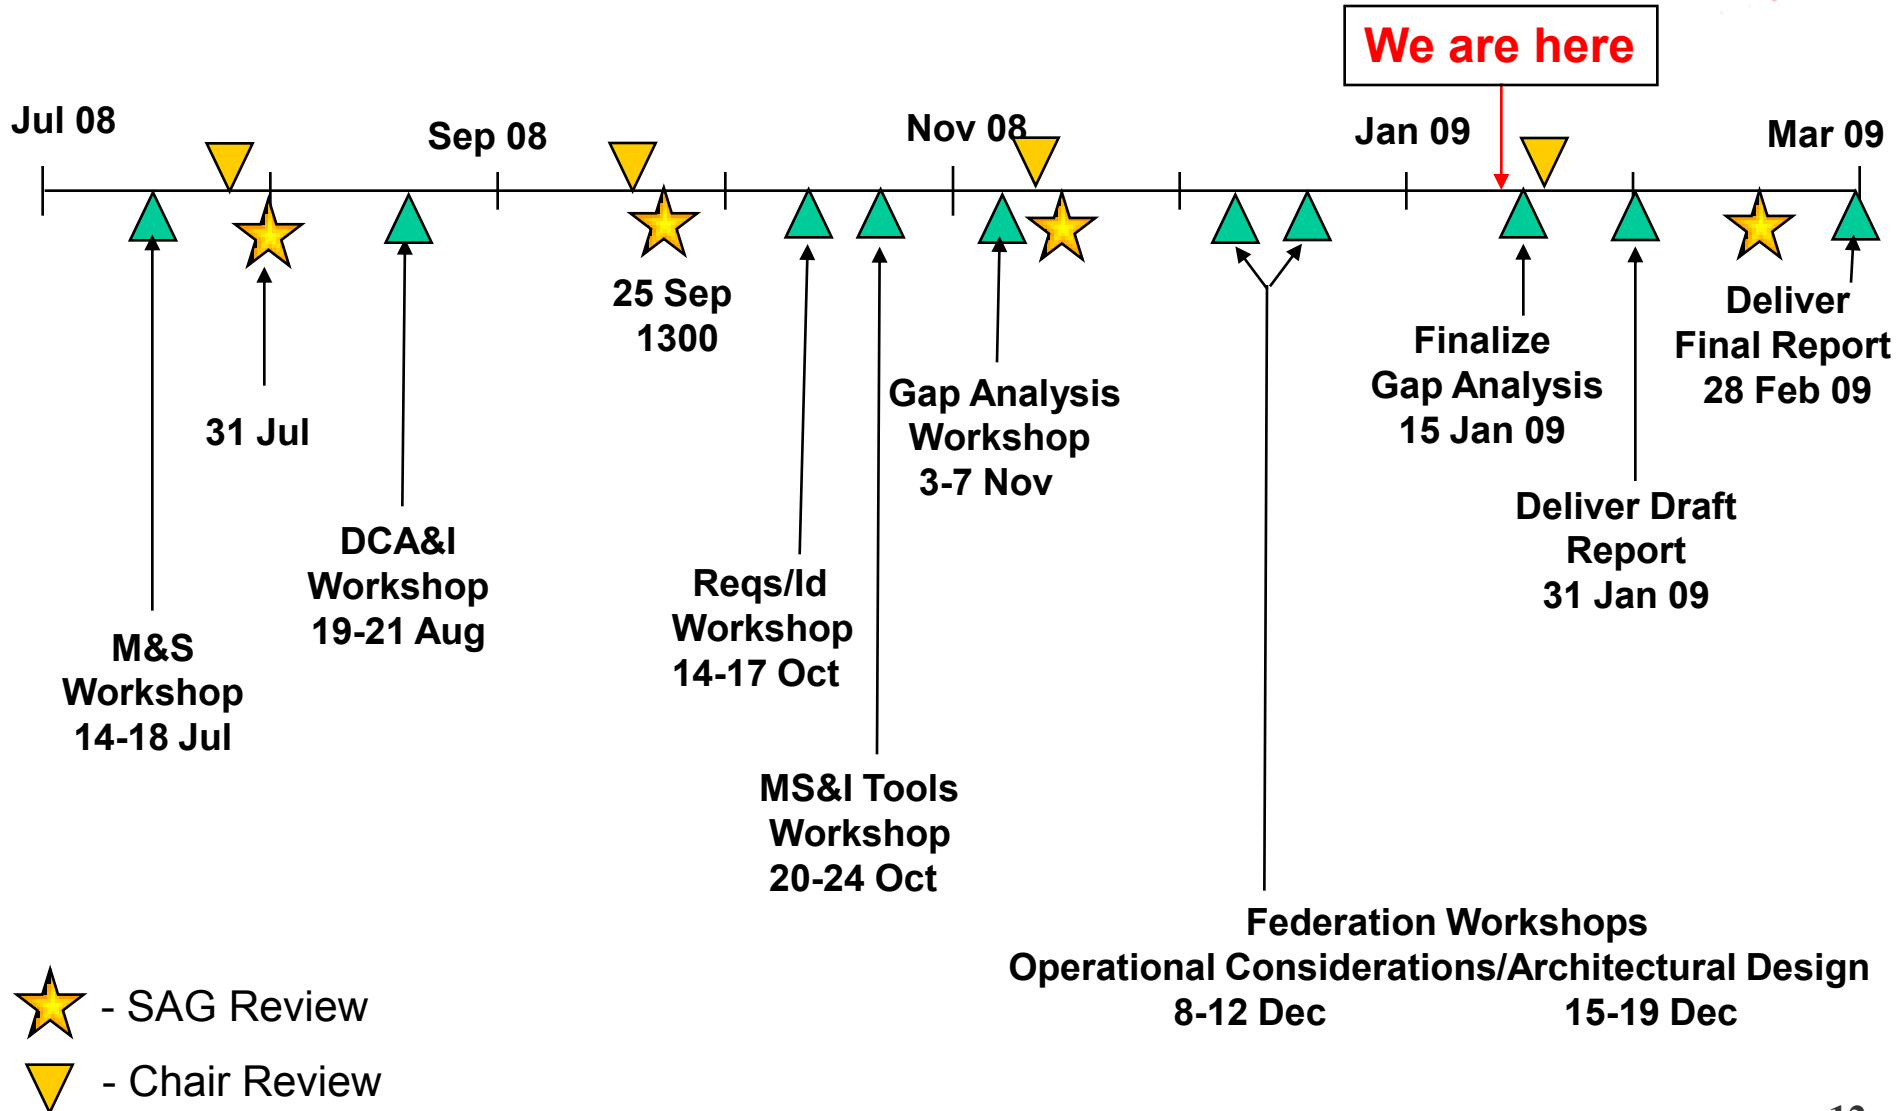 We are here
Jul 08
Sep 08
Nov 08
Jan 09
Mar 09
25 Sep
1300
31 Jul
M&S
Workshop
14-18 Jul
DCA&I
Workshop
19-21 Aug
Reqs/Id
Workshop
14-17 Oct
MS&I Tools
Workshop
20-24 Oct
Gap Analysis
Workshop
3-7 Nov
Federation Workshops
Operational Considerations/Architectural Design
8-12 Dec 15-19 Dec
Finalize
Gap Analysis
15 Jan 09
Deliver Draft
Report
31 Jan 09
Deliver
Final Report
28 Feb 09
- SAG Review
- Chair Review